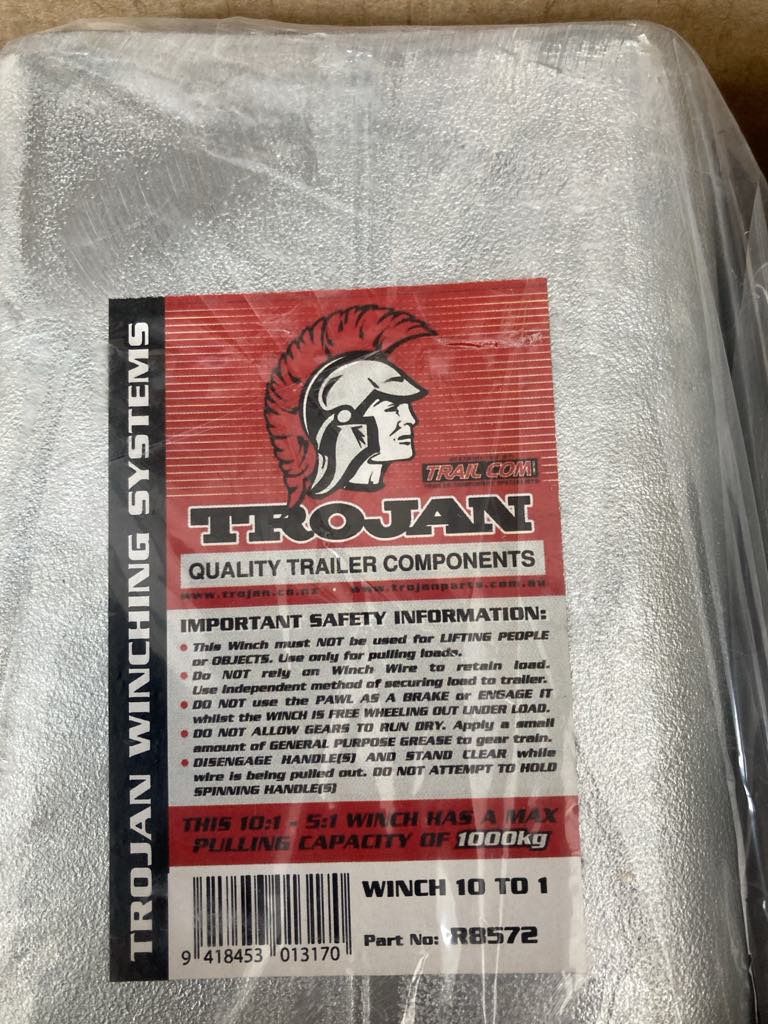 TROJAN WINCHING SYSTEMS
TRAIL COM
TROJAN
QUALITY TRAILER COMPONENTS
www.trojan.co.nz www.trojanparts.com.au
IMPORTANT SAFETY INFORMATION:
• This Winch must NOT be used for LIFTING PEOPLE
or OBJECTS. Use only for pulling loads.
• Do NOT rely on Winch Wire to retain load.
Use independent method of securing load to trailer.
• DO NOT use the PAWL AS A BRAKE or ENGAGE IT
whilst the WINCH IS FREE WHEELING OUT UNDER LOAD.
• DO NOT ALLOW GEARS TO RUN DRY. Apply a small
amount of GENERAL PURPOSE GREASE to gear train.
• DISENGAGE HANDLE(S) AND STAND CLEAR while
wire is being pulled out. DO NOT ATTEMPT TO HOLD
SPINNING HANDLE(S)
THIS 10:1 - 5:1 WINCH HAS A MAX
PULLING CAPACITY OF 1000kg
WINCH 10 TO 1
Part No: R8572
9 418453 013170